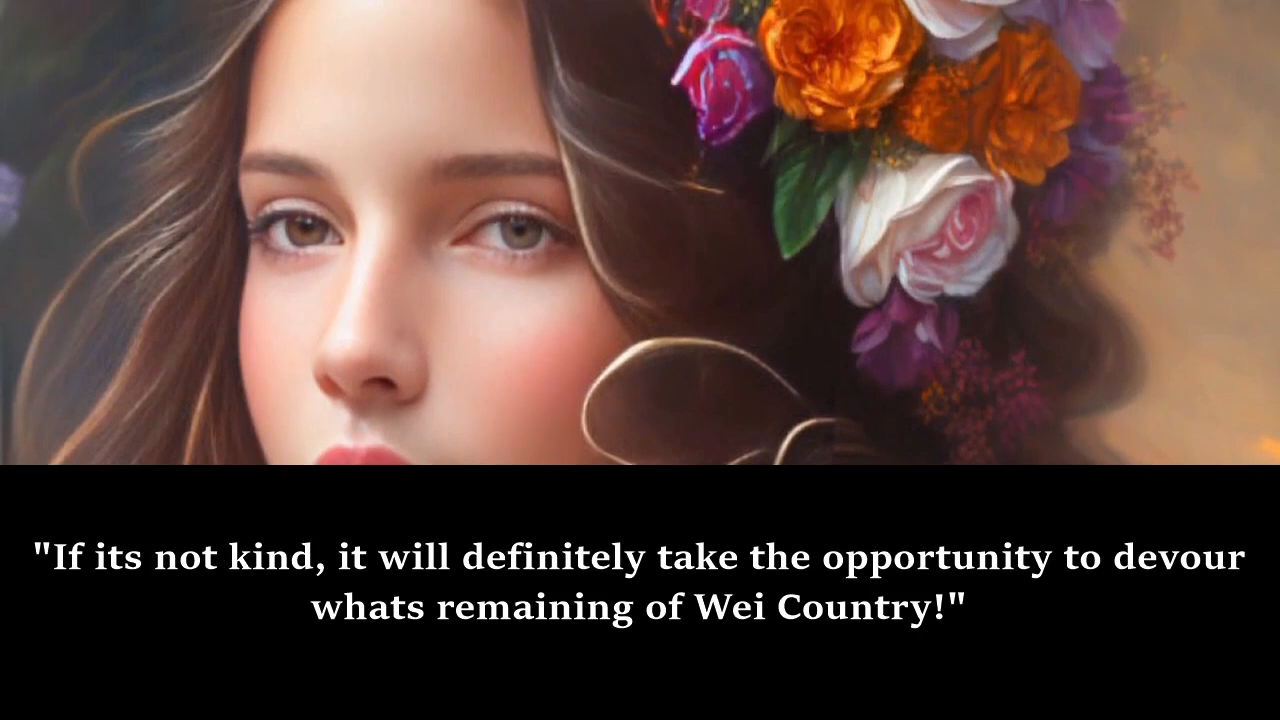 "If its not kind, it will definitely take the opportunity to devour
whats remaining of Wei Country!"